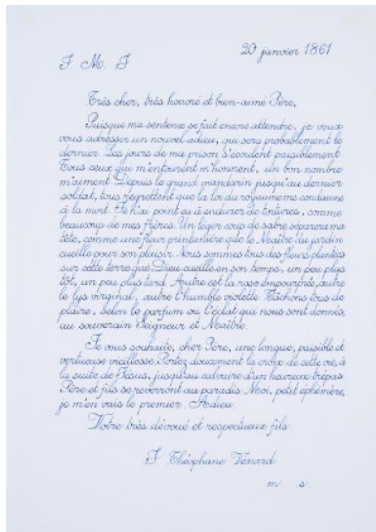 20 janvier 1861
J. M. J.
Très cher, très honoré et bien-aimé Père,
Puisque ma sentence se fait encore attendre, je veux
vous adresser un nouvel adieu, qui sera probablement le
dernier. Les jours de ma prison s'écoulent paisiblement.
Tous ceux qui m'entourent m'honorent, un bon nombre
m'aiment. Depuis le grand mandarin jusqu'au dernier
soldat, tous regrettent que la loi du royaume me condamne
à la mort. Je n'ai point eu à endurer de tortures, comme
beaucoup de mes frères. Un léger coup de sabre séparera ma
tête, comme une fleur printanière que le Maître du jardin
cueille pour son plaisir. Nous sommes tous des fleurs plantées
sur cette terre que Dieu cueille en son temps, un peu plus
tôt, un peu plus tard. Autre est la rose empourprée, autre
le lys virginal, autre l'humble violette. Tâchons tous de
plaire, selon le parfum ou l'éclat qui nous sont donnés,
au souverain Seigneur et Maître.
Je vous souhaite, cher Père, une longue, paisible et
vertueuse vieillesse. Portez doucement la croix de cette vie, à
la suite de Jésus, jusqu'au calvaire d'un heureux trépas.
Père et fils se reverront au paradis. Moi, petit éphémère,
je m'en vais le premier. Adieu.
Votre très dévoué et respectueux fils.
J. Théophane Vénard
m. s.